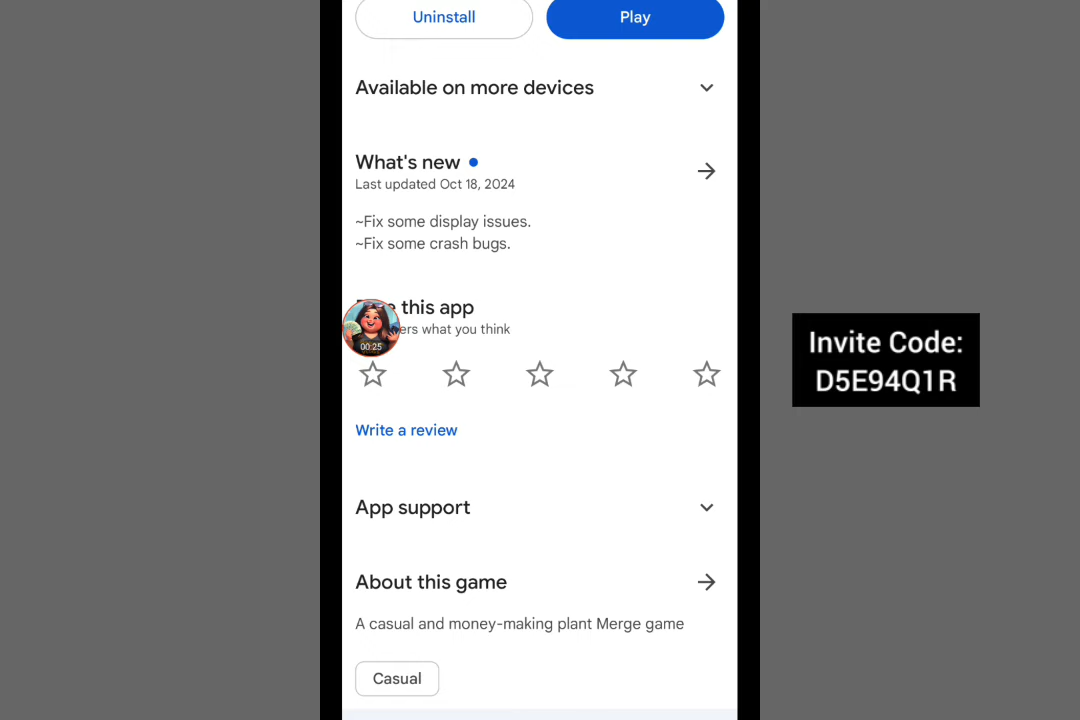 Uninstall
Play
Available on more devices
What's new
Last updated Oct 18, 2024
~Fix some display issues.
~Fix some crash bugs.
this app
what you think
00:25
Write a review
App support
About this game
A casual and money-making plant Merge game
Casual
Invite Code:
D5E94Q1R